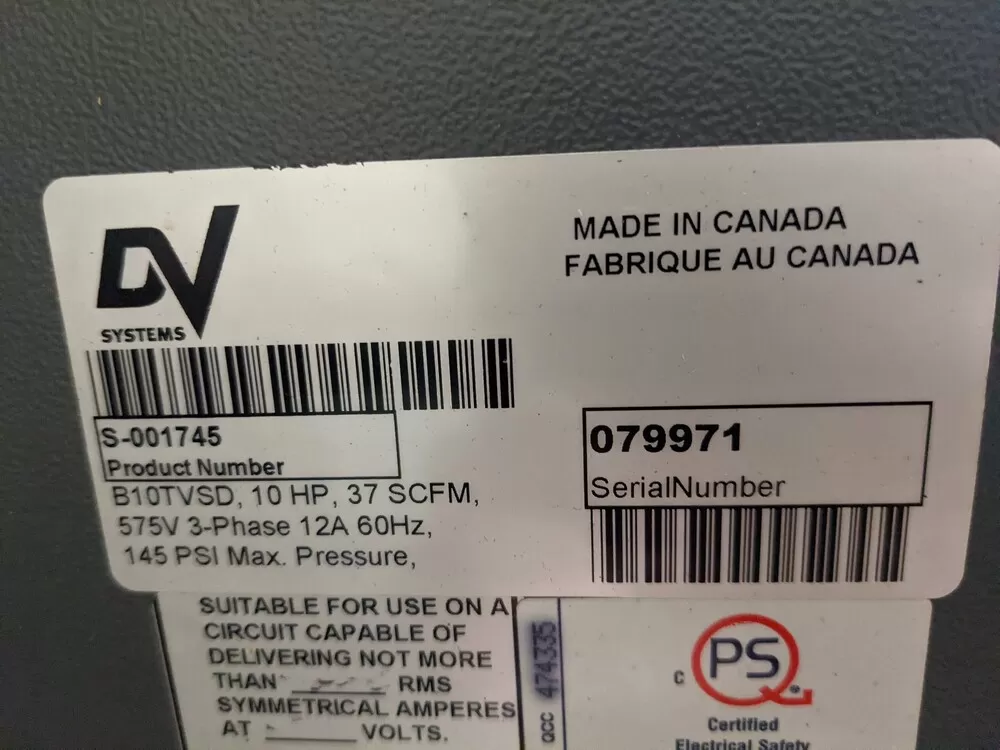 DV
SYSTEMS
MADE IN CANADA
FABRIQUE AU CANADA
S-001745
Product Number
B10TVSD, 10 HP, 37 SCFM,
575V 3-Phase 12A 60Hz,
145 PSI Max. Pressure,
079971
SerialNumber
SUITABLE FOR USE ON A
CIRCUIT CAPABLE OF
DELIVERING NOT MORE
THAN RMS
SYMMETRICAL AMPERES
AT VOLTS.
QCC 474335
C PSQ
Certified
Electrical Safety